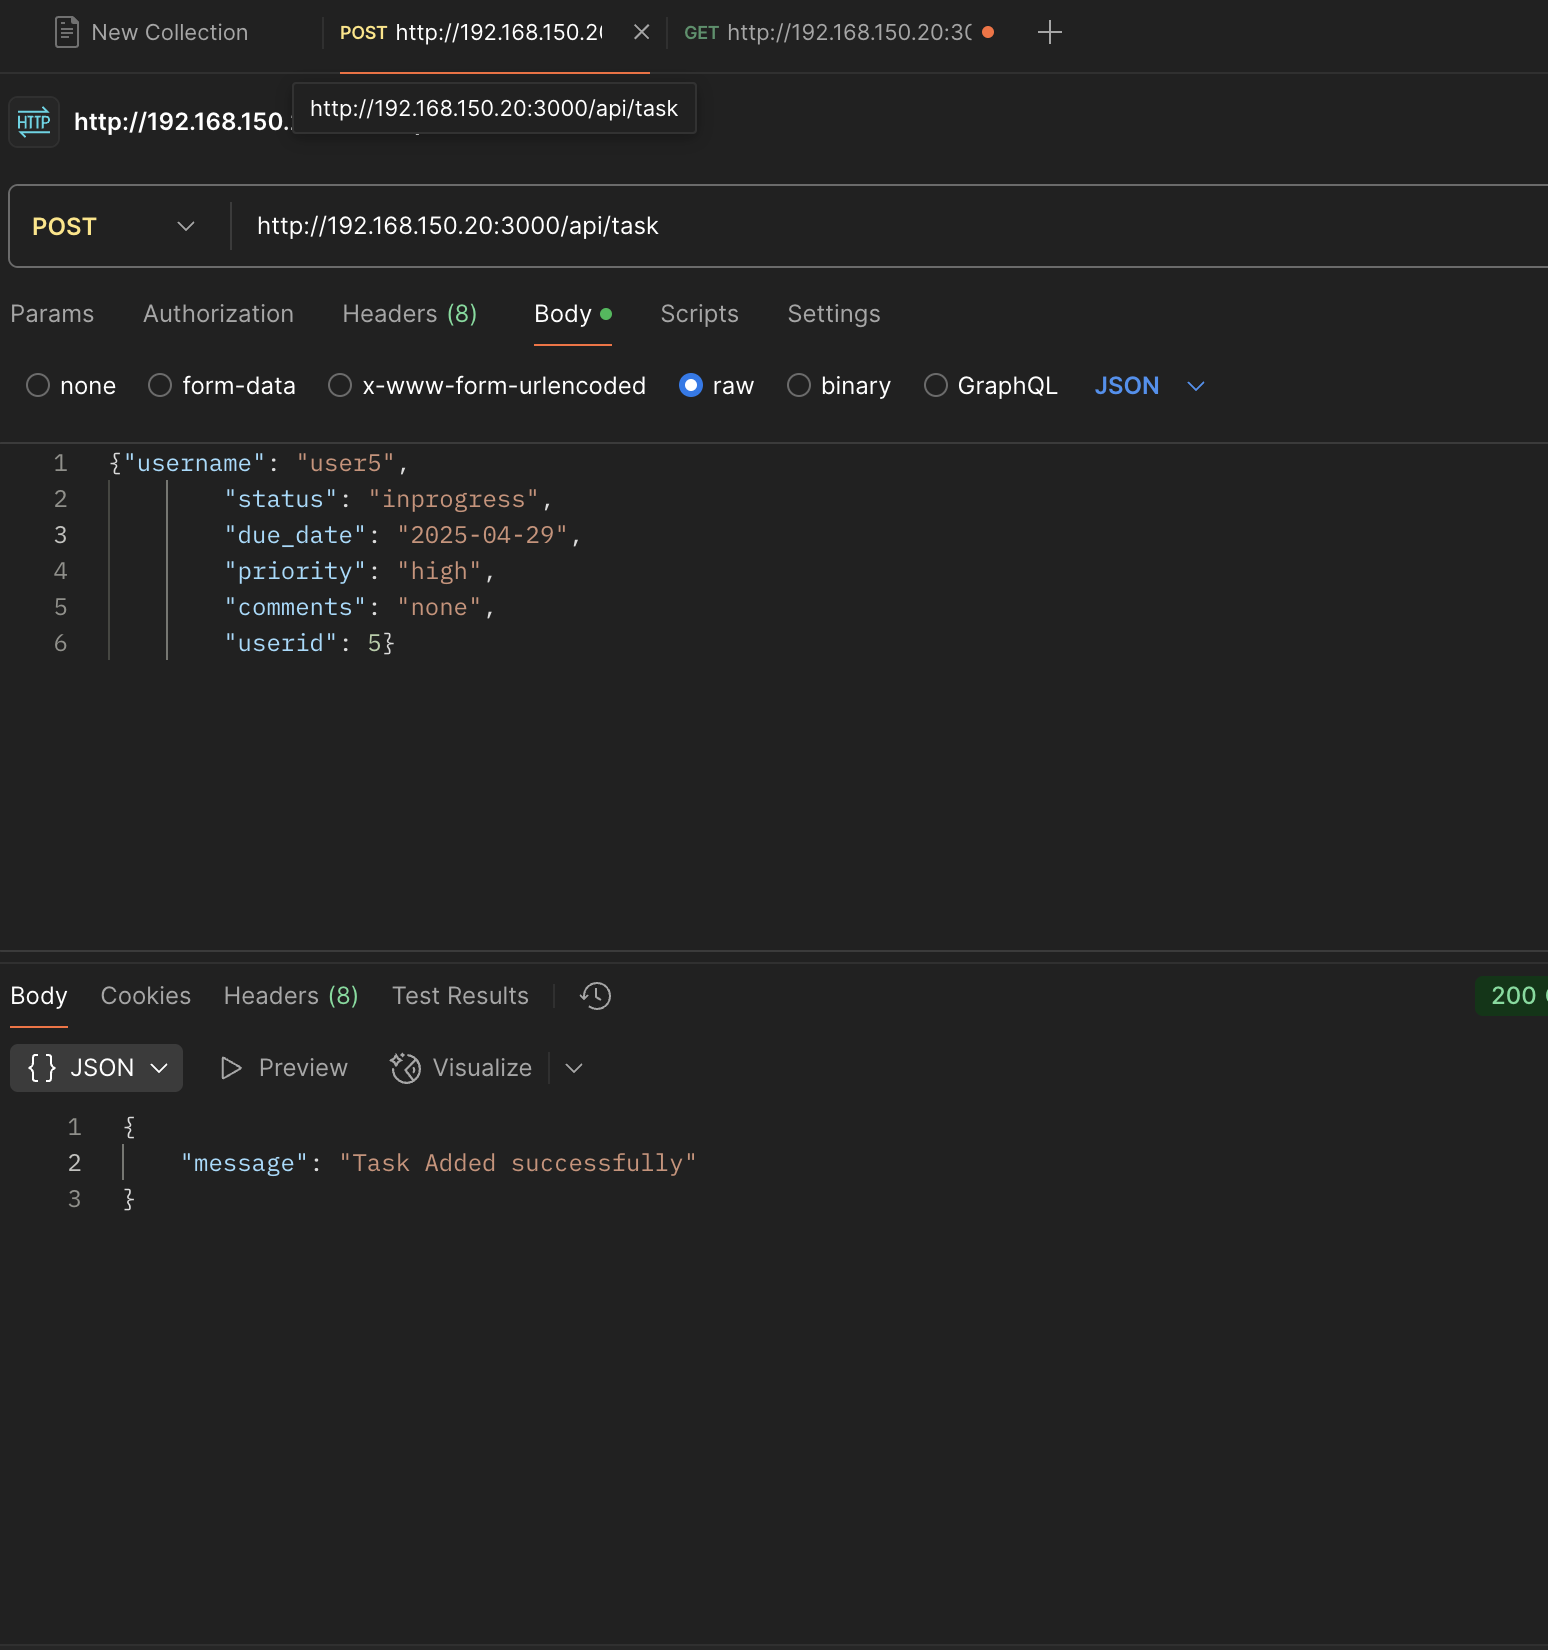 New Collection
POST http://192.168.150.20
GET http://192.168.150.20:30
http://192.168.150.20:3000/api/task
HTTP http://192.168.150.
POST http://192.168.150.20:3000/api/task
Params Authorization Headers (8) Body Scripts Settings
none form-data x-www-form-urlencoded raw binary GraphQL JSON
1 {"username": "user5",
2 "status": "inprogress",
3 "due_date": "2025-04-29",
4 "priority": "high",
5 "comments": "none",
6 "userid": 5}
Body Cookies Headers (8) Test Results 200
{} JSON Preview Visualize
1 {
2 "message": "Task Added successfully"
3 }